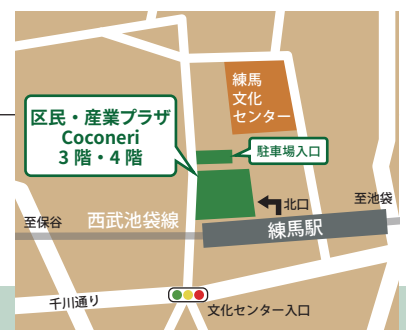 練馬
文化
センター
区民・産業プラザ
Coconeri
3階・4階
駐車場入口
北口
至池袋
至保谷
西武池袋線
練馬駅
千川通り
文化センター入口